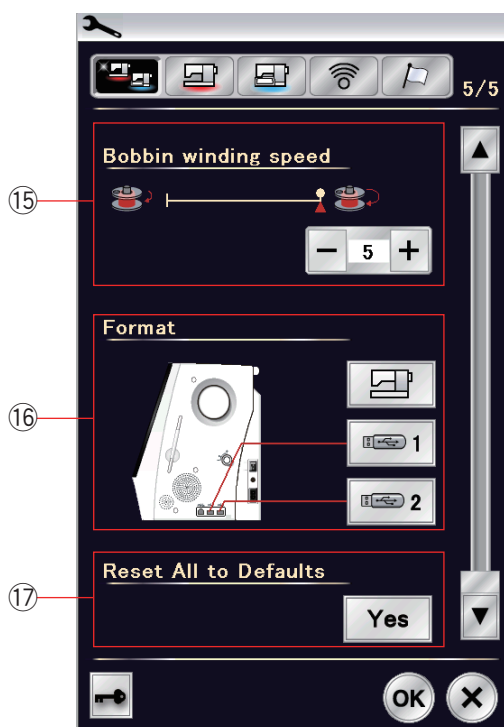 5/5
⑮
Bobbin winding speed
− 5 +
⑯
Format
1
2
⑰
Reset All to Defaults
Yes
OK